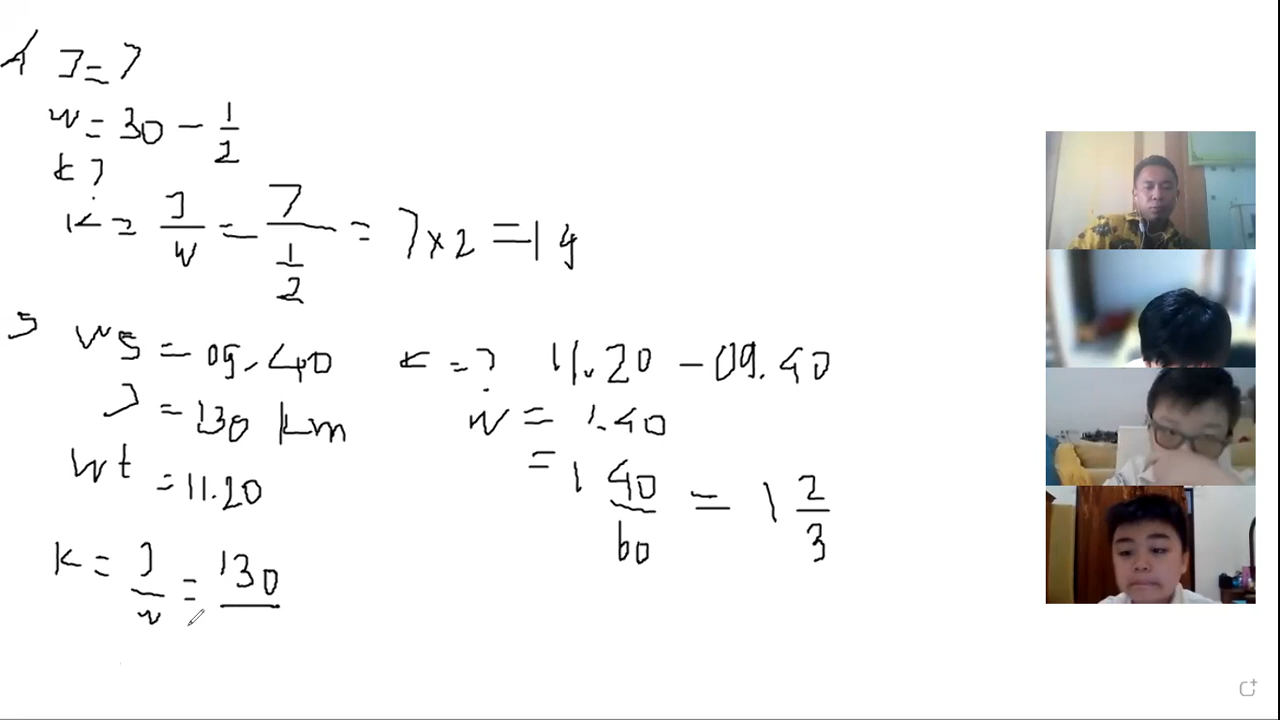 4 J = 7
W = 30 - 1/2
k ?
K = J/W = 7/(1/2) = 7 x 2 = 14
5 Ws = 09.40 K = ? 11.20 - 09.40
J = 130 km W = 1.40
Wt = 11.20 = 1 40/60 = 1 2/3
K = J/W = 130